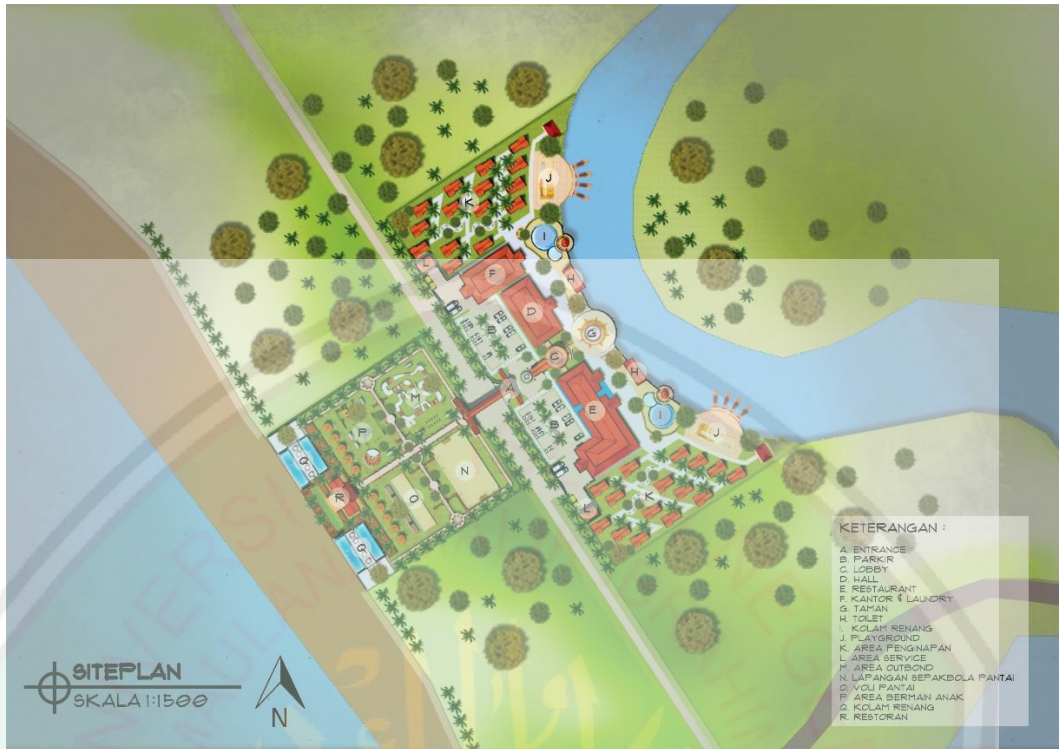 J
K
I
L
F
H
D
B
G
C
H
A
M
E
I
J
P
B
Q
N
R
O
K
L
Q
KETERANGAN :
A. ENTRANCE
B. PARKIR
C. LOBBY
D. HALL
E. RESTAURANT
F. KANTOR & LAUNDRY
G. TAMAN
H. TOILET
I. KOLAM RENANG
J. PLAYGROUND
K. AREA PENGINAPAN
L. AREA SERVICE
M. AREA OUTBOND
N. LAPANGAN SEPAKBOLA PANTAI
O. VOLI PANTAI
P. AREA BERMAIN ANAK
Q. KOLAM RENANG
R. RESTORAN
SITEPLAN
SKALA 1:1500
N